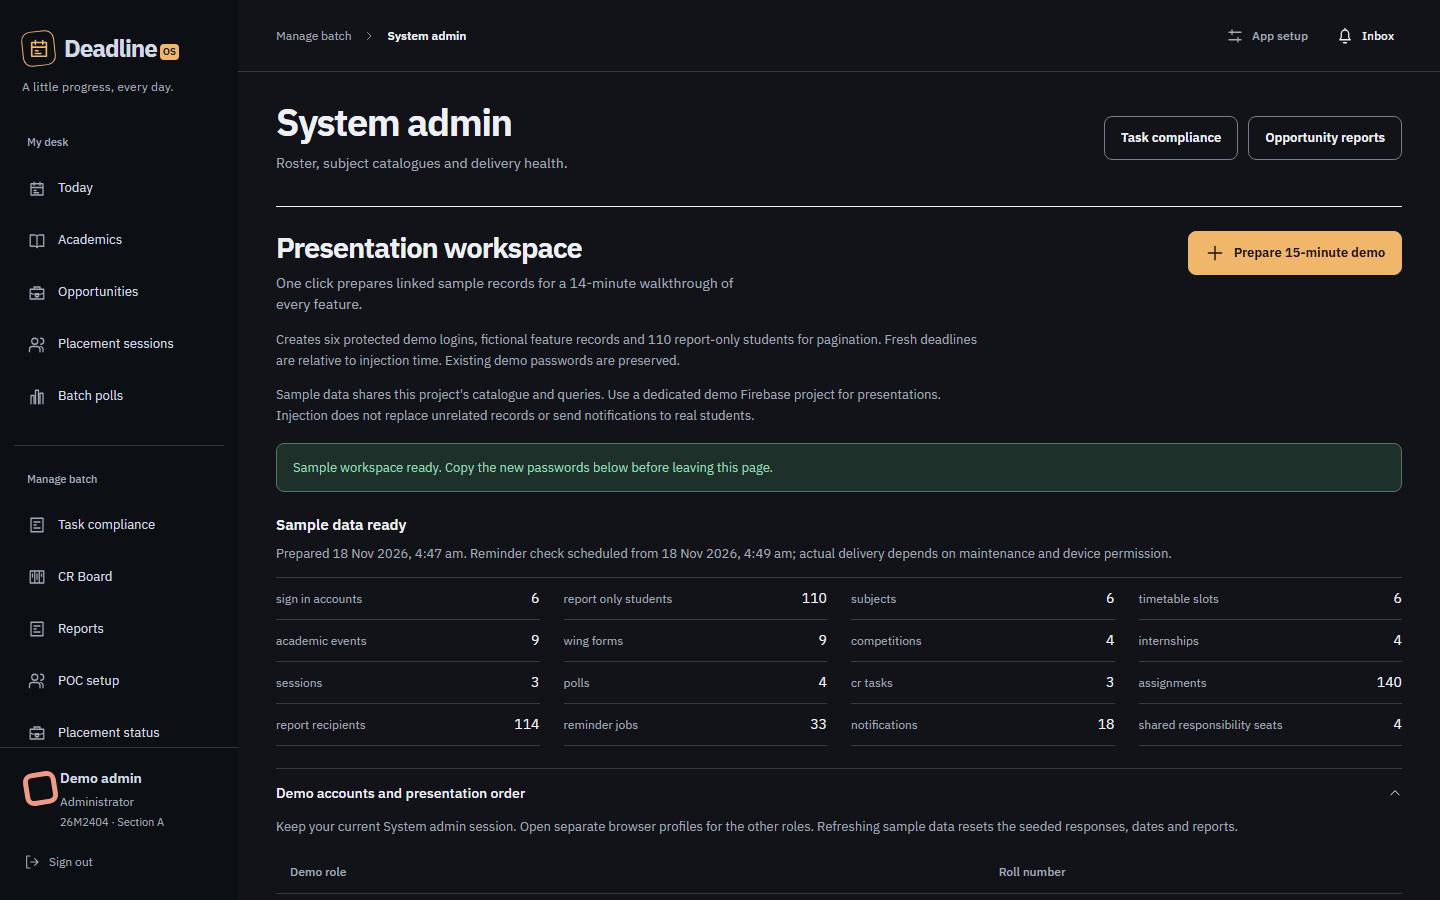 Deadline OS
A little progress, every day.
My desk
Today
Academics
Opportunities
Placement sessions
Batch polls
Manage batch
Task compliance
CR Board
Reports
POC setup
Placement status
Demo admin
Administrator
26M2404 · Section A
Sign out
Manage batch > System admin
App setup
Inbox
System admin
Roster, subject catalogues and delivery health.
Task compliance
Opportunity reports
Presentation workspace
Prepare 15-minute demo
One click prepares linked sample records for a 14-minute walkthrough of
every feature.
Creates six protected demo logins, fictional feature records and 110 report-only students for pagination. Fresh deadlines
are relative to injection time. Existing demo passwords are preserved.
Sample data shares this project's catalogue and queries. Use a dedicated demo Firebase project for presentations.
Injection does not replace unrelated records or send notifications to real students.
Sample workspace ready. Copy the new passwords below before leaving this page.
Sample data ready
Prepared 18 Nov 2026, 4:47 am. Reminder check scheduled from 18 Nov 2026, 4:49 am; actual delivery depends on maintenance and device permission.
sign in accounts 6 report only students 110 subjects 6 timetable slots 6
academic events 9 wing forms 9 competitions 4 internships 4
sessions 3 polls 4 cr tasks 3 assignments 140
report recipients 114 reminder jobs 33 notifications 18 shared responsibility seats 4
Demo accounts and presentation order
Keep your current System admin session. Open separate browser profiles for the other roles. Refreshing sample data resets the seeded responses, dates and reports.
Demo role Roll number